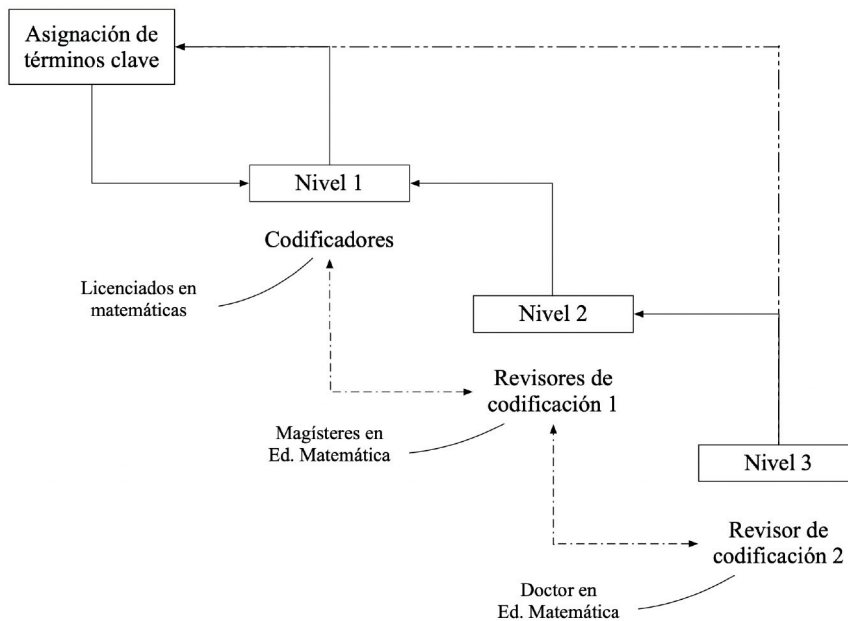 Asignación de
términos clave
Nivel 1
Codificadores
Licenciados en
matemáticas
Nivel 2
Revisores de
codificación 1
Magísteres en
Ed. Matemática
Nivel 3
Revisor de
codificación 2
Doctor en
Ed. Matemática